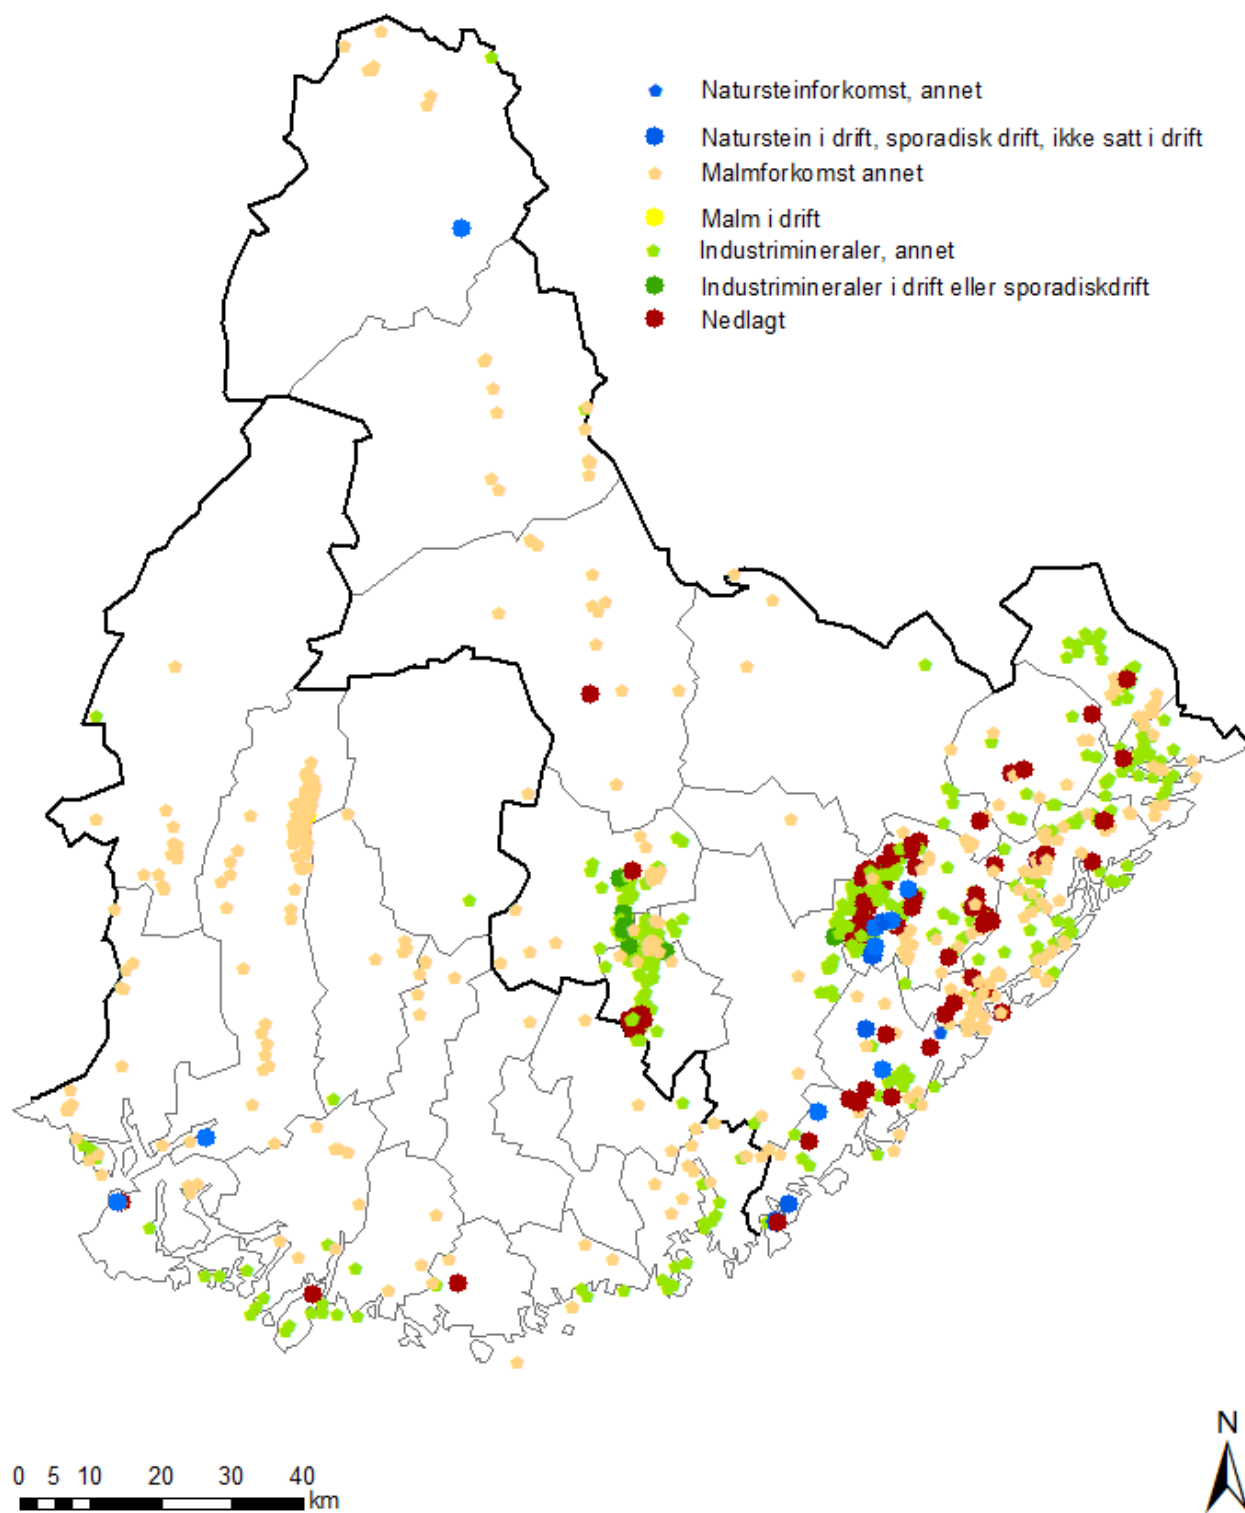 Natursteinforkomst, annet
Naturstein i drift, sporadisk drift, ikke satt i drift
Malmforkomst annet
Malm i drift
Industrimineraler, annet
Industrimineraler i drift eller sporadiskdrift
Nedlagt
N
0 5 10 20 30 40
km